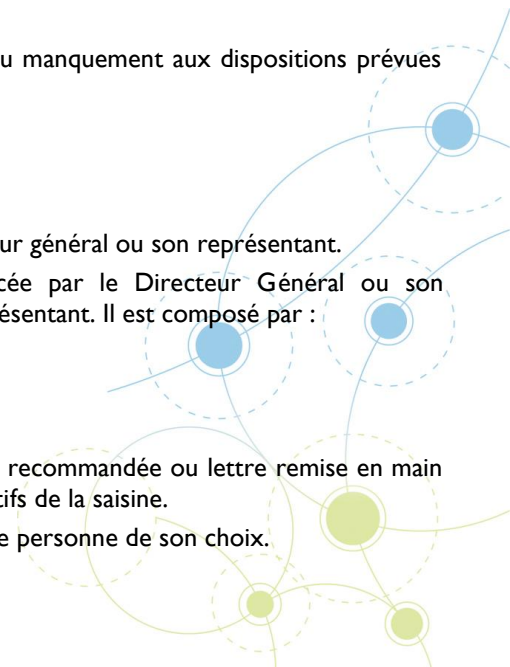 u manquement aux dispositions prévues
ur général ou son représentant.
cée par le Directeur Général ou son
ésentant. Il est composé par :
recommandée ou lettre remise en main
tifs de la saisine.
e personne de son choix.